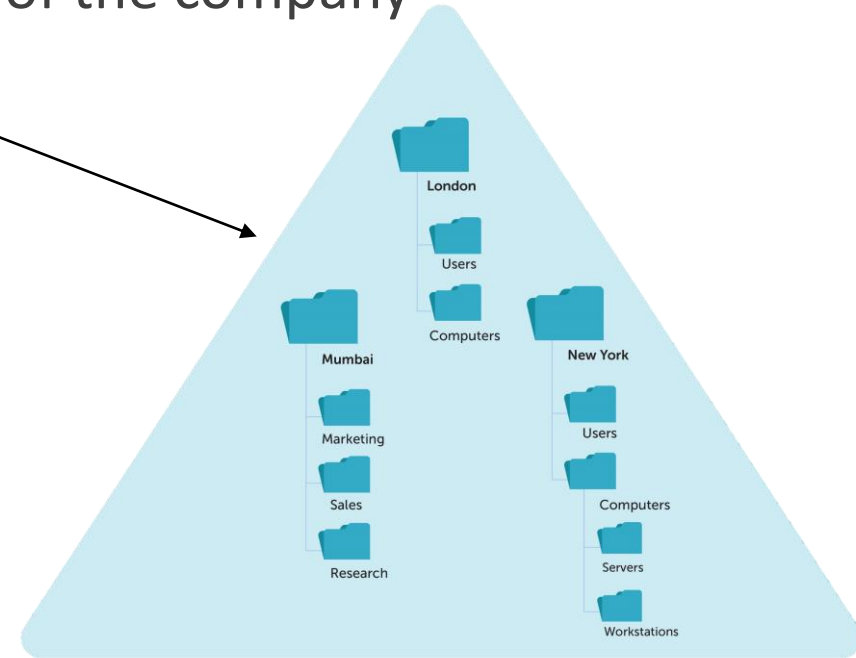 of the company
London
Users
Computers
Mumbai
Marketing
Sales
Research
New York
Users
Computers
Servers
Workstations